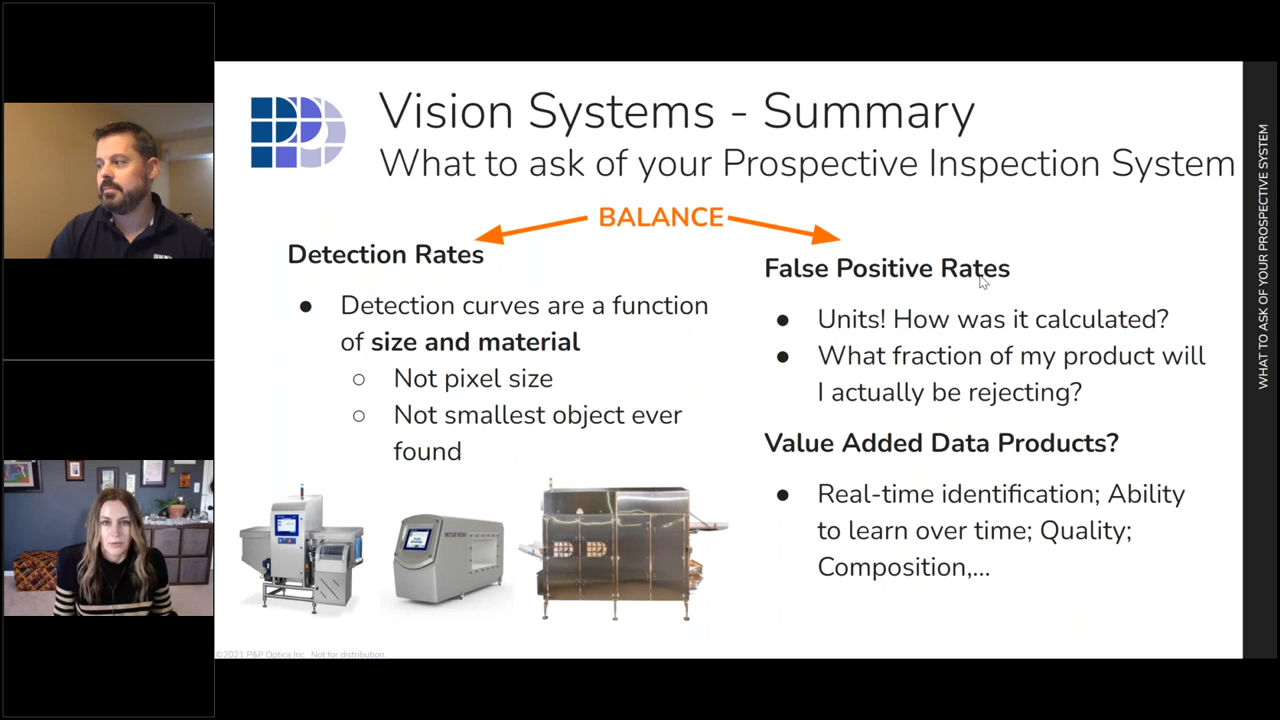 Vision Systems - Summary
What to ask of your Prospective Inspection System
BALANCE
Detection Rates
● Detection curves are a function
of size and material
○ Not pixel size
○ Not smallest object ever
found
False Positive Rates
● Units! How was it calculated?
● What fraction of my product will
I actually be rejecting?
Value Added Data Products?
● Real-time identification; Ability
to learn over time; Quality;
Composition,...
©2021 P&P Optica Inc. Not for distribution.
WHAT TO ASK OF YOUR PROSPECTIVE SYSTEM